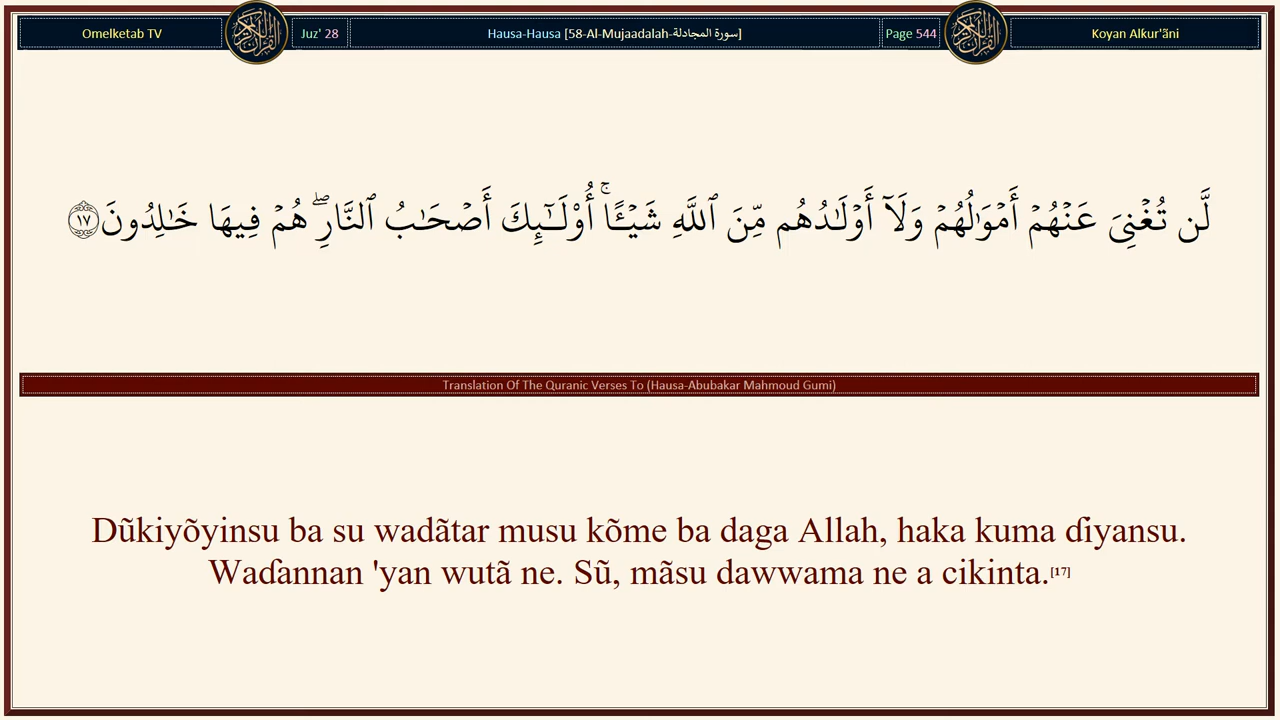 Omelketab TV
Juz' 28
Hausa-Hausa [58-Al-Mujaadalah-سورة المجادلة]
Page 544
Koyan Alkur'ãni
لَّن تُغْنِىَ عَنْهُمْ أَمْوَٰلُهُمْ وَلَآ أَوْلَـٰدُهُم مِّنَ ٱللَّهِ شَيْـًٔا ۚ أُو۟لَـٰٓئِكَ أَصْحَـٰبُ ٱلنَّارِ ۖ هُمْ فِيهَا خَـٰلِدُونَ ١٧
Translation Of The Quranic Verses To (Hausa-Abubakar Mahmoud Gumi)
Dũkiyõyinsu ba su wadãtar musu kõme ba daga Allah, haka kuma ɗiyansu.
Waɗannan 'yan wutã ne. Sũ, mãsu dawwama ne a cikinta.[17]